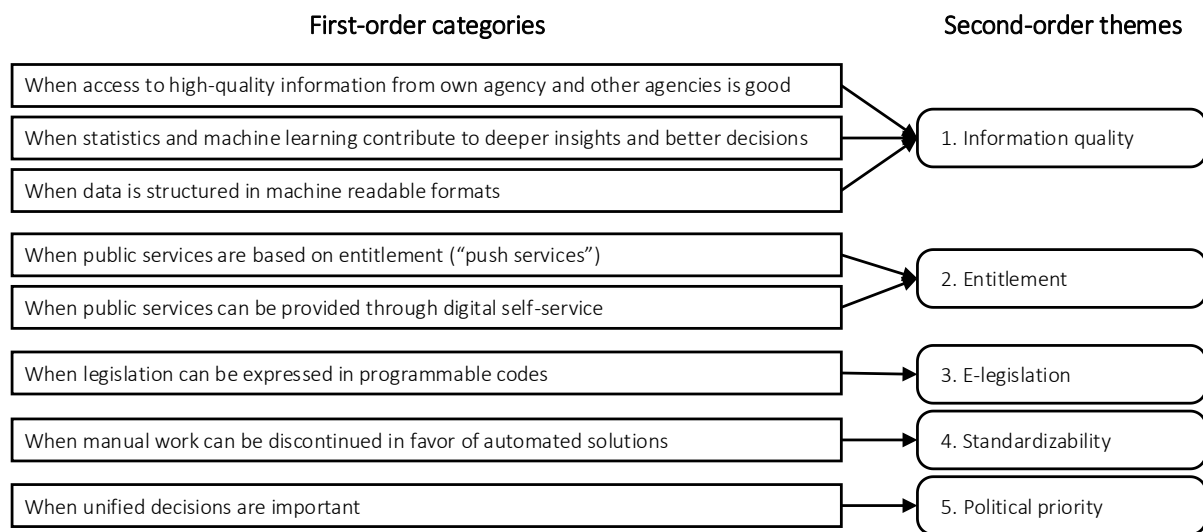 First-order categories
Second-order themes
When access to high-quality information from own agency and other agencies is good
When statistics and machine learning contribute to deeper insights and better decisions
When data is structured in machine readable formats
1. Information quality
When public services are based on entitlement (“push services”)
When public services can be provided through digital self-service
2. Entitlement
When legislation can be expressed in programmable codes
3. E-legislation
When manual work can be discontinued in favor of automated solutions
4. Standardizability
When unified decisions are important
5. Political priority